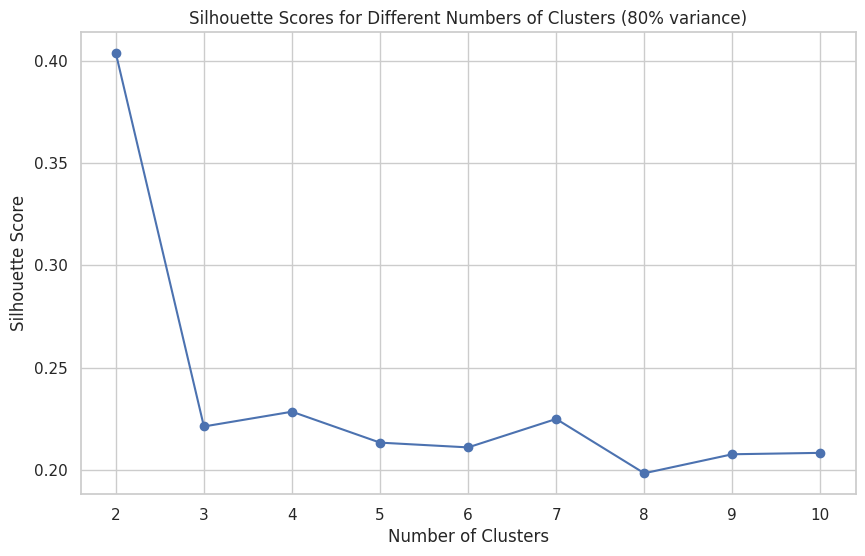 Silhouette Scores for Different Numbers of Clusters (80% variance)
0.40
0.35
0.30
0.25
0.20
Silhouette Score
2 3 4 5 6 7 8 9 10
Number of Clusters